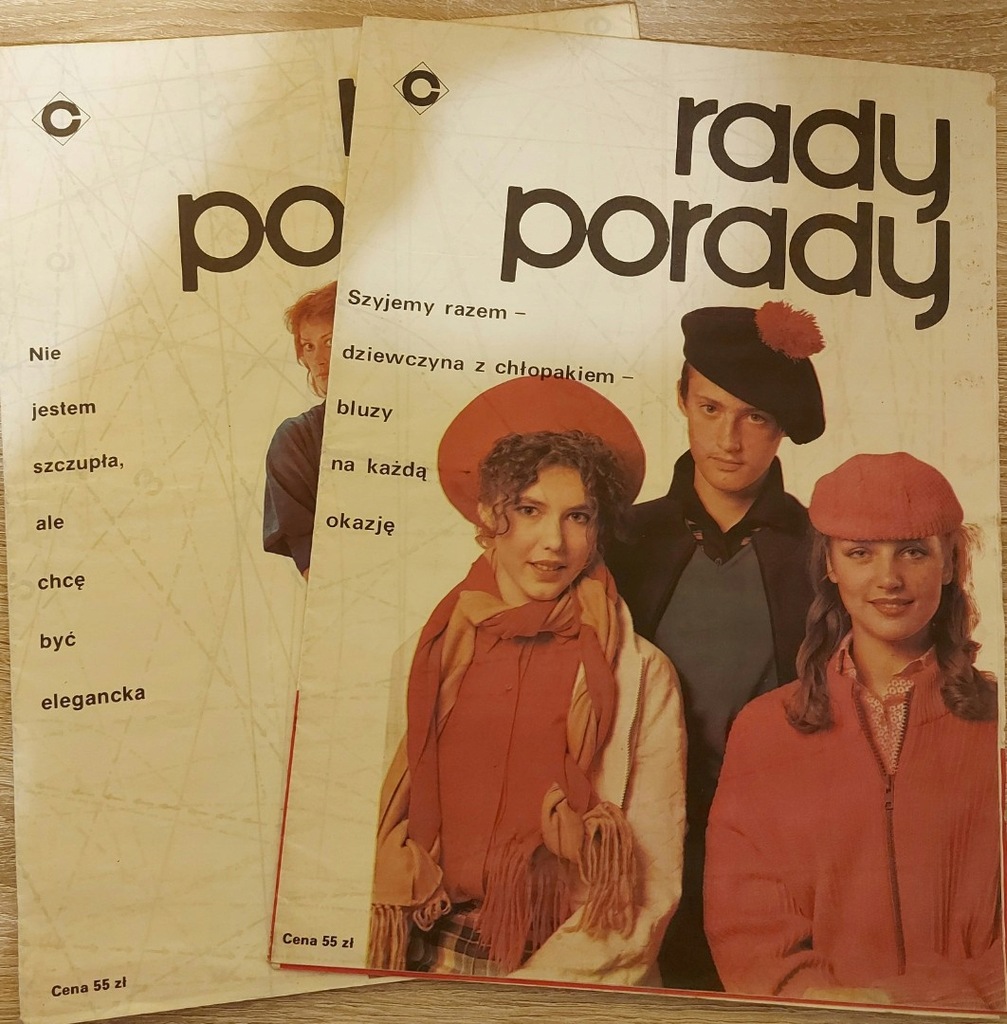 C
po
Nie
jestem
szczupła,
ale
chcę
być
elegancka
Cena 55 zł
C
rady
porady
Szyjemy razem –
dziewczyna z chłopakiem –
bluzy
na każdą
okazję
Cena 55 zł